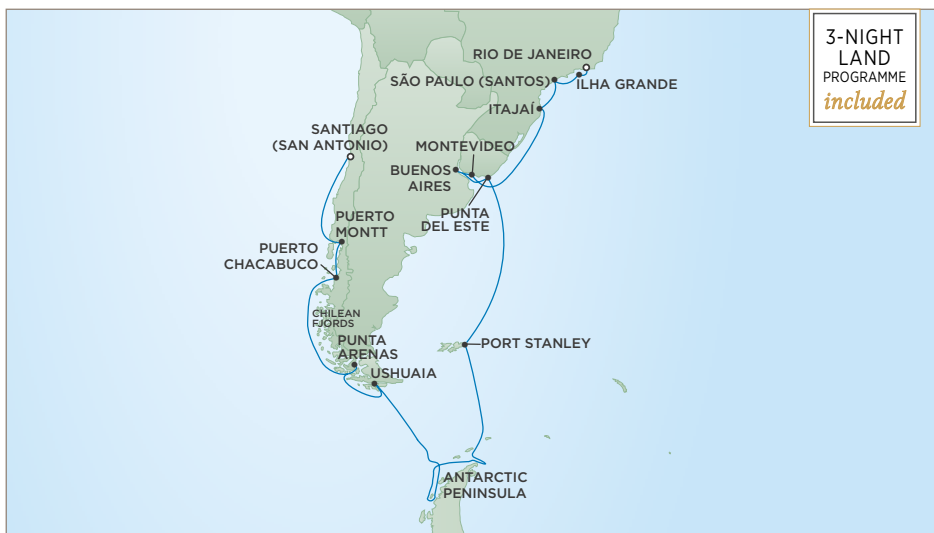 3-NIGHT
LAND
PROGRAMME
included
RIO DE JANEIRO
SÃO PAULO (SANTOS)
ILHA GRANDE
ITAJAÍ
SANTIAGO
(SAN ANTONIO)
MONTEVIDEO
BUENOS
AIRES
PUNTA
DEL ESTE
PUERTO
MONTT
PUERTO
CHACABUCO
CHILEAN
FJORDS
PUNTA
ARENAS
PORT STANLEY
USHUAIA
ANTARCTIC
PENINSULA